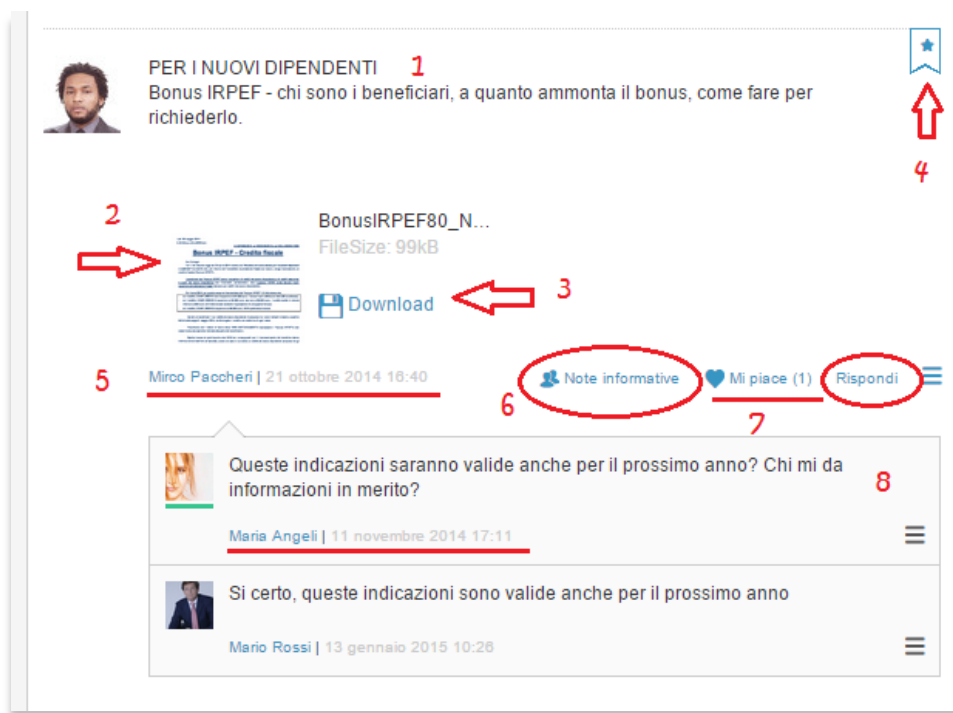 PER I NUOVI DIPENDENTI 1
Bonus IRPEF - chi sono i beneficiari, a quanto ammonta il bonus, come fare per
richiederlo.
4
2
BonusIRPEF80_N...
FileSize: 99kB
Bonus IRPEF - Credito fiscale
Download
3
5
Mirco Paccheri | 21 ottobre 2014 16:40
Note informative
Mi piace (1)
Rispondi
6
7
Queste indicazioni saranno valide anche per il prossimo anno? Chi mi da
informazioni in merito?
8
Maria Angeli | 11 novembre 2014 17:11
Si certo, queste indicazioni sono valide anche per il prossimo anno
Mario Rossi | 13 gennaio 2015 10:26